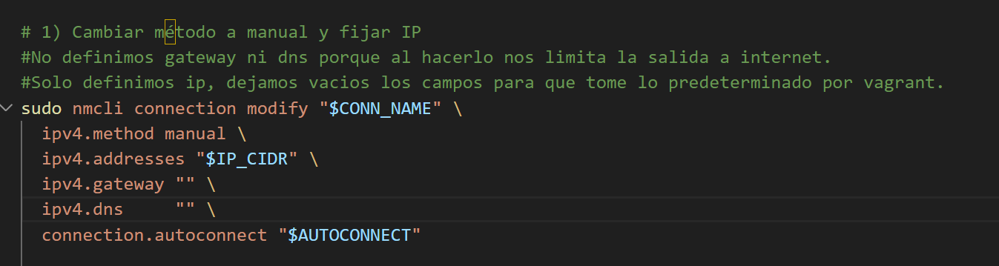 # 1) Cambiar método a manual y fijar IP
#No definimos gateway ni dns porque al hacerlo nos limita la salida a internet.
#Solo definimos ip, dejamos vacios los campos para que tome lo predeterminado por vagrant.
sudo nmcli connection modify "$CONN_NAME" \
  ipv4.method manual \
  ipv4.addresses "$IP_CIDR" \
  ipv4.gateway "" \
  ipv4.dns     "" \
  connection.autoconnect "$AUTOCONNECT"